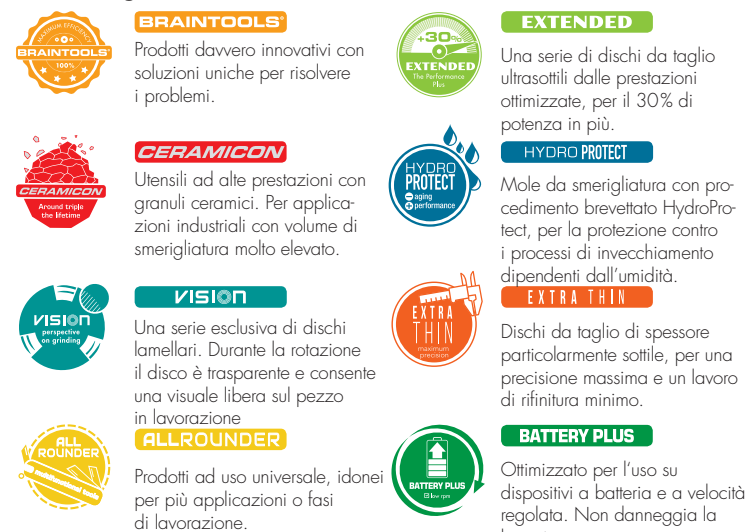 MAXIMUM EFFICIENCY
BRAINTOOLS®
100%
BRAINTOOLS®
Prodotti davvero innovativi con
soluzioni uniche per risolvere
i problemi.
CERAMICON
Around triple
the lifetime
CERAMICON
Utensili ad alte prestazioni con
granuli ceramici. Per applica-
zioni industriali con volume di
smerigliatura molto elevato.
VISION
perspective
on grinding
VISION
Una serie esclusiva di dischi
lamellari. Durante la rotazione
il disco è trasparente e consente
una visuale libera sul pezzo
in lavorazione
ALL
ROUNDER
ALLROUNDER
Prodotti ad uso universale, idonei
per più applicazioni o fasi
di lavorazione.
+30%
EXTENDED
The Performance
Plus
EXTENDED
Una serie di dischi da taglio
ultrasottili dalle prestazioni
ottimizzate, per il 30% di
potenza in più.
HYDRO
PROTECT
aging
performance
HYDRO PROTECT
Mole da smerigliatura con pro-
cedimento brevettato HydroPro-
tect, per la protezione contro
i processi di invecchiamento
dipendenti dall'umidità.
EXTRA
THIN
maximum
precision
EXTRA THIN
Dischi da taglio di spessore
particolarmente sottile, per una
precisione massima e un lavoro
di rifinitura minimo.
BATTERY PLUS
low rpm
BATTERY PLUS
Ottimizzato per l'uso su
dispositivi a batteria e a velocità
regolata. Non danneggia la